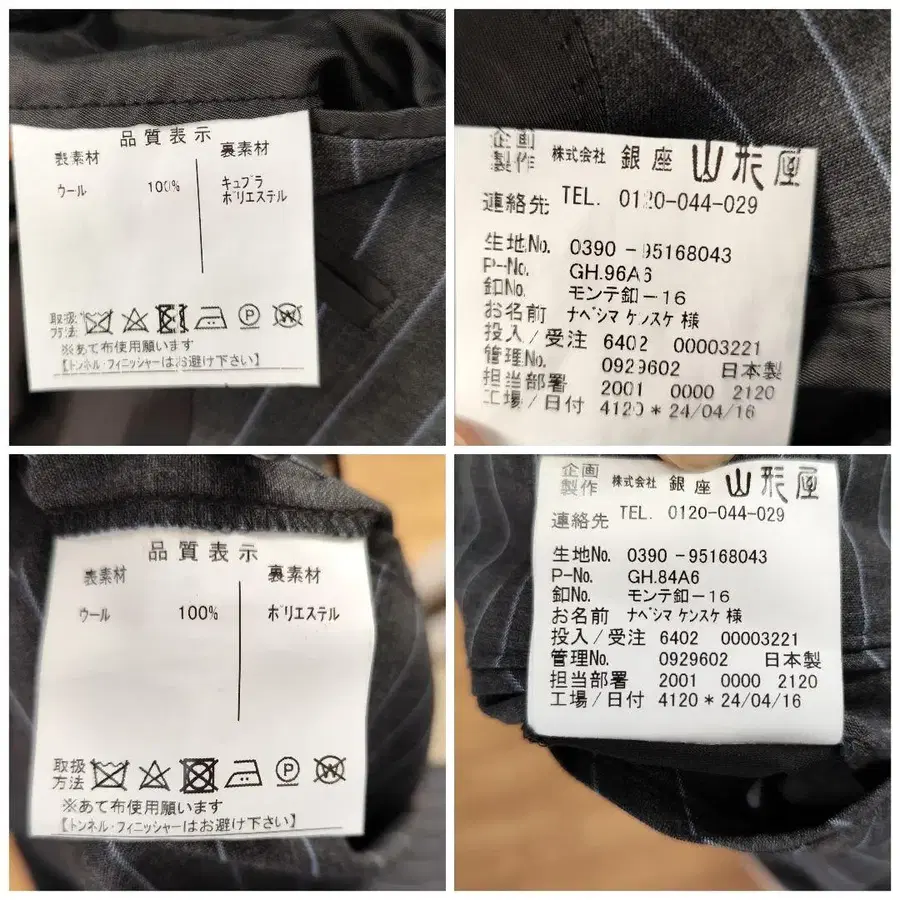 品質表示
表素材 裏素材
ウール 100% キュプラ
ポリエステル
取扱
方法
※あて布使用願います
【トンネル・フィニッシャーはお避け下さい】
企画
製作 株式会社 銀座 山形屋
連絡先 TEL. 0120-044-029
生地No. 0390 -95168043
P-No. GH.96A6
釦No. モンテ釦-16
お名前 ナベシマ ケンスケ 様
投入/受注 6402 00003221
管理No. 0929602 日本製
担当部署 2001 0000 2120
工場/日付 4120 * 24/04/16
品質表示
表素材 裏素材
ウール 100% ポリエステル
取扱
方法
※あて布使用願います
【トンネル・フィニッシャーはお避け下さい】
企画
製作 株式会社 銀座 山形屋
連絡先 TEL. 0120-044-029
生地No. 0390 -95168043
P-No. GH.84A6
釦No. モンテ釦-16
お名前 ナベシマ ケンスケ 様
投入/受注 6402 00003221
管理No. 0929602 日本製
担当部署 2001 0000 2120
工場/日付 4120 * 24/04/16